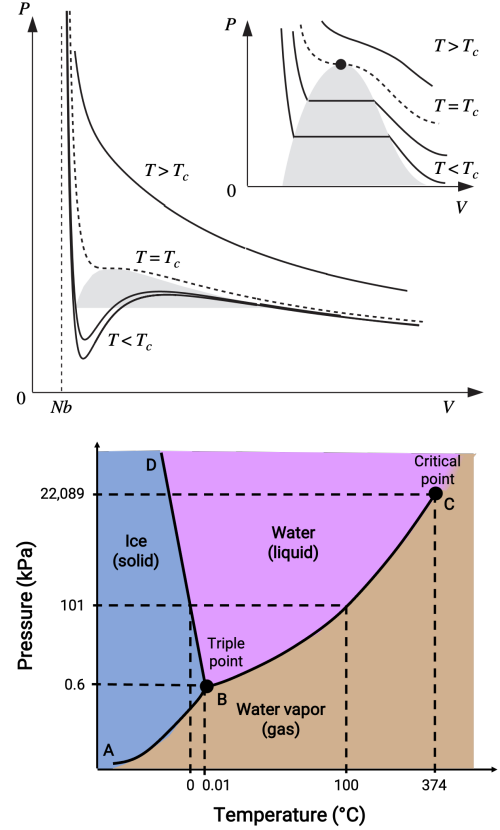 P
T > Tc
T = Tc
T < Tc
0
Nb
V
P
T > Tc
T = Tc
T < Tc
0
V
Pressure (kPa)
22,089
101
0.6
D
Ice
(solid)
Water
(liquid)
Critical
point
C
Triple
point
B
Water vapor
(gas)
A
0
0.01
100
374
Temperature (°C)